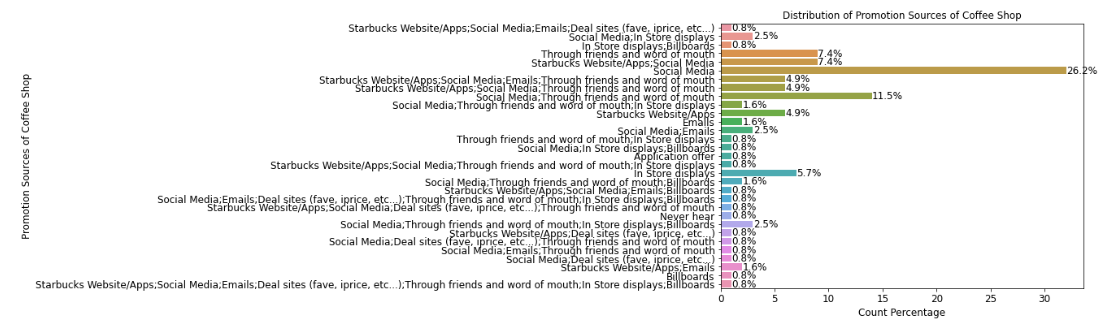 Distribution of Promotion Sources of Coffee Shop
Promotion Sources of Coffee Shop
Starbucks Website/Apps;Social Media;Emails;Deal sites (fave, iprice, etc...) 0.8%
Social Media;In Store displays 2.5%
In Store displays;Billboards 0.8%
Through friends and word of mouth 7.4%
Starbucks Website/Apps;Social Media 7.4%
Social Media 26.2%
Starbucks Website/Apps;Social Media;Emails;Through friends and word of mouth 4.9%
Starbucks Website/Apps;Social Media;Through friends and word of mouth 4.9%
Social Media;Through friends and word of mouth 11.5%
Social Media;Through friends and word of mouth;In Store displays 1.6%
Starbucks Website/Apps 4.9%
Emails 1.6%
Social Media;Emails 2.5%
Through friends and word of mouth;In Store displays 0.8%
Social Media;In Store displays;Billboards 0.8%
Application offer 0.8%
Starbucks Website/Apps;Social Media;Through friends and word of mouth;In Store displays 0.8%
In Store displays 5.7%
Social Media;Through friends and word of mouth;Billboards 1.6%
Starbucks Website/Apps;Social Media;Emails;Billboards 0.8%
Social Media;Emails;Deal sites (fave, iprice, etc...);Through friends and word of mouth;In Store displays;Billboards 0.8%
Starbucks Website/Apps;Social Media;Deal sites (fave, iprice, etc...);Through friends and word of mouth 0.8%
Never hear 0.8%
Social Media;Through friends and word of mouth;In Store displays;Billboards 2.5%
Starbucks Website/Apps;Deal sites (fave, iprice, etc...) 0.8%
Social Media;Deal sites (fave, iprice, etc...);Through friends and word of mouth 0.8%
Social Media;Emails;Through friends and word of mouth 0.8%
Social Media;Deal sites (fave, iprice, etc...) 0.8%
Starbucks Website/Apps;Emails 1.6%
Billboards 0.8%
Starbucks Website/Apps;Social Media;Emails;Deal sites (fave, iprice, etc...);Through friends and word of mouth;In Store displays;Billboards 0.8%
0 5 10 15 20 25 30
Count Percentage